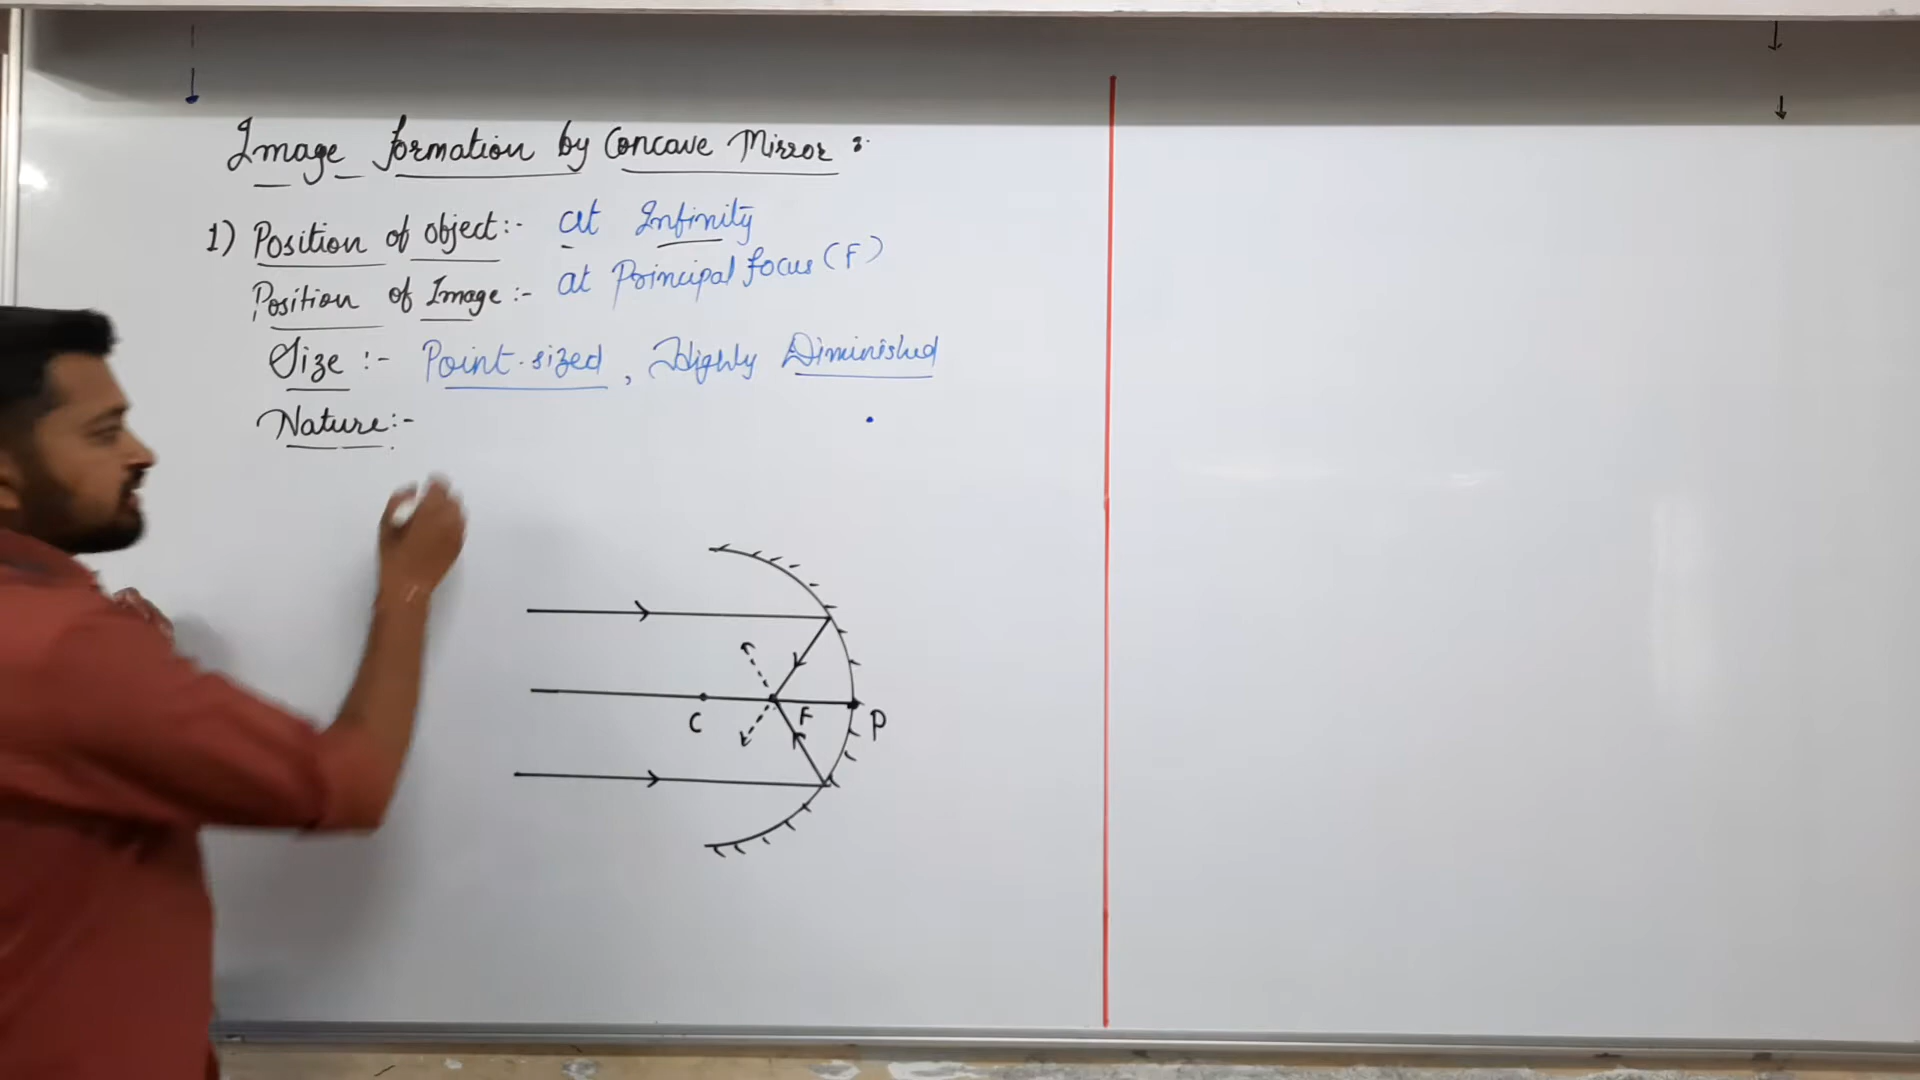 Image formation by Concave Mirror :
1) Position of object:- at Infinity
Position of Image :- at Principal focus (F)
Size :- Point-sized, Highly Diminished
Nature:-
C F P